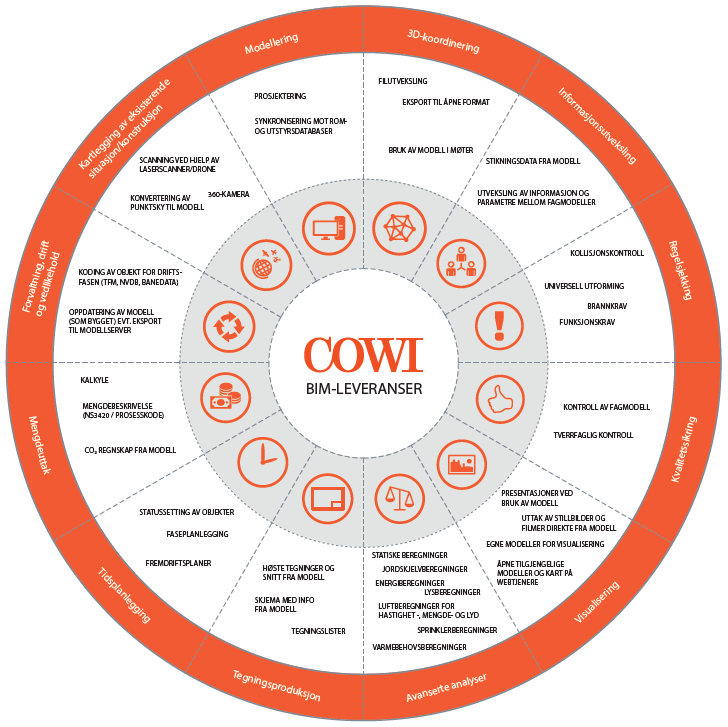 COWI
BIM-LEVERANSER
3D-koordinering
FILUTVEKSLING
EKSPORT TIL ÅPNE FORMAT
BRUK AV MODELL I MØTER
Informasjonsutveksling
STIKNINGSDATA FRA MODELL
UTVEKSLING AV INFORMASJON OG
PARAMETRE MELLOM FAGMODELLER
Regelsjekking
KOLLISJONSKONTROLL
UNIVERSELL UTFORMING
BRANNKRAV
FUNKSJONSKRAV
Kvalitetssikring
KONTROLL AV FAGMODELL
TVERRFAGLIG KONTROLL
Visualisering
PRESENTASJONER VED
BRUK AV MODELL
UTTAK AV STILLBILDER OG
FILMER DIREKTE FRA MODELL
EGNE MODELLER FOR VISUALISERING
ÅPNE TILGJENGELIGE
MODELLER OG KART PÅ
WEBTJENERE
Avanserte analyser
STATISKE BEREGNINGER
JORDSKJELVBEREGNINGER
ENERGIBEREGNINGER
LYSBEREGNINGER
LUFTBEREGNINGER FOR
HASTIGHET -, MENGDE- OG LYD
SPRINKLERBEREGNINGER
VARMEBEHOVSBEREGNINGER
Tegningsproduksjon
HØSTE TEGNINGER OG
SNITT FRA MODELL
SKJEMA MED INFO
FRA MODELL
TEGNINGSLISTER
Tidsplanlegging
STATUSSETTING AV OBJEKTER
FASEPLANLEGGING
FREMDRIFTSPLANER
Mengdeuttak
KALKYLE
MENGDEBESKRIVELSE
(NS3420 / PROSESSKODE)
CO₂ REGNSKAP FRA MODELL
Forvaltning, drift
og vedlikehold
KODING AV OBJEKT FOR DRIFTS-
FASEN (TFM, NVDB, BANEDATA)
OPPDATERING AV MODELL
(SOM BYGGET) EVT. EKSPORT
TIL MODELLSERVER
Kartlegging av eksisterende
situasjon/konstruksjon
SCANNING VED HJELP AV
LASERSCANNER/DRONE
360-KAMERA
KONVERTERING AV
PUNKTSKY TIL MODELL
Modellering
PROSJEKTERING
SYNKRONISERING MOT ROM-
OG UTSTYRSDATABASER